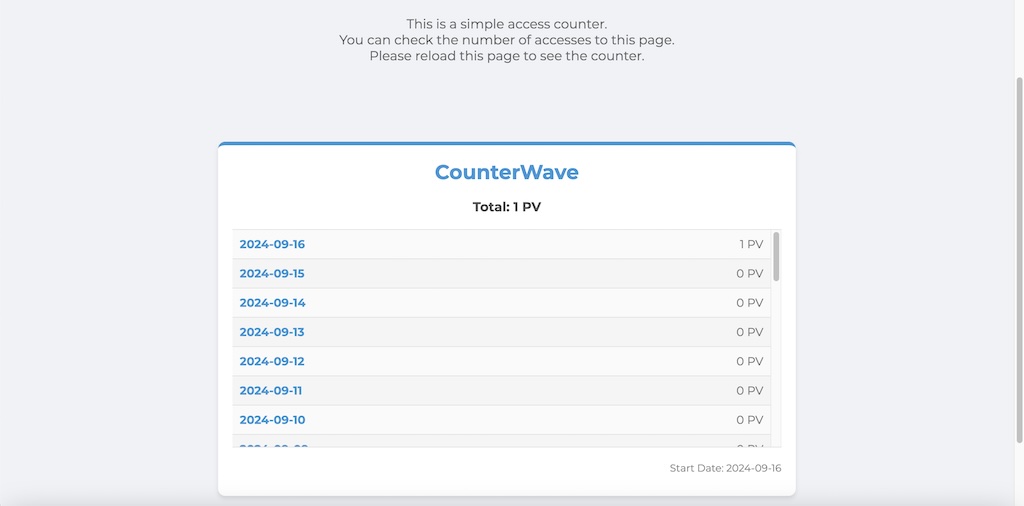 This is a simple access counter.
You can check the number of accesses to this page.
Please reload this page to see the counter.
CounterWave
Total: 1 PV
2024-09-16 1 PV
2024-09-15 0 PV
2024-09-14 0 PV
2024-09-13 0 PV
2024-09-12 0 PV
2024-09-11 0 PV
2024-09-10 0 PV
Start Date: 2024-09-16